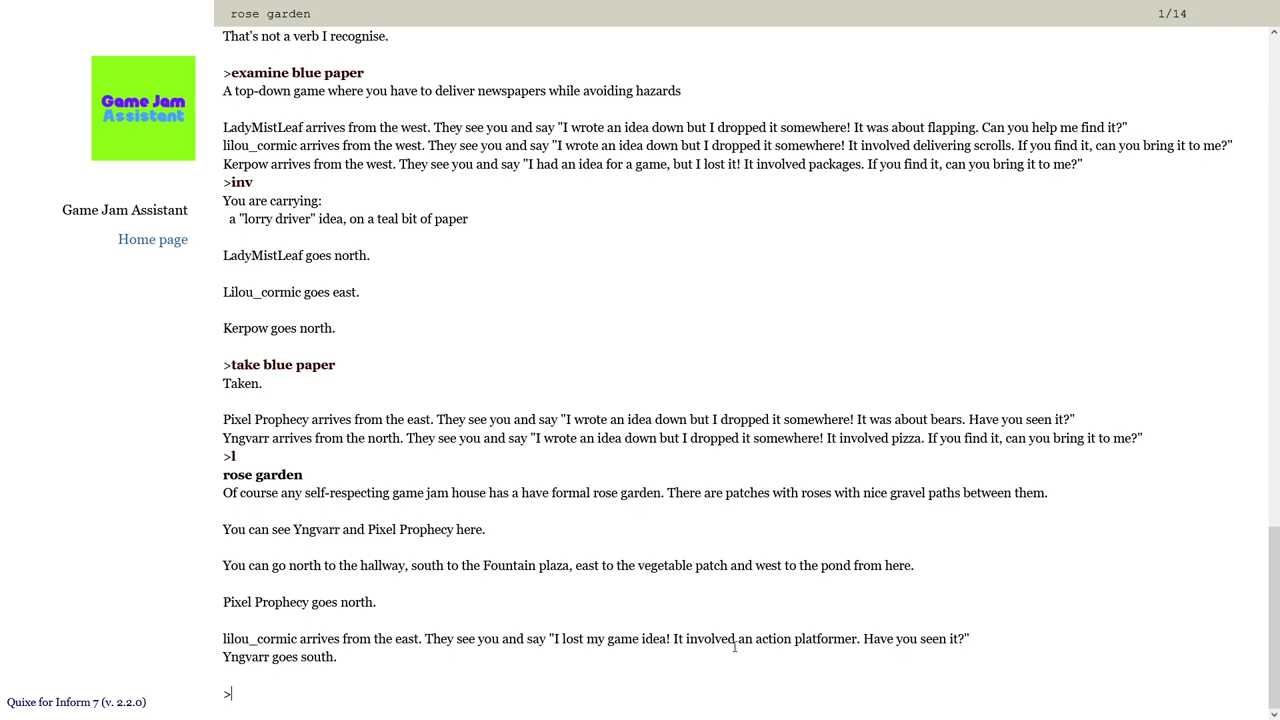 rose garden 1/14
That's not a verb I recognise.
>examine blue paper
A top-down game where you have to deliver newspapers while avoiding hazards
LadyMistLeaf arrives from the west. They see you and say "I wrote an idea down but I dropped it somewhere! It was about flapping. Can you help me find it?"
lilou_cormic arrives from the west. They see you and say "I wrote an idea down but I dropped it somewhere! It involved delivering scrolls. If you find it, can you bring it to me?"
Kerpow arrives from the west. They see you and say "I had an idea for a game, but I lost it! It involved packages. If you find it, can you bring it to me?"
>inv
You are carrying:
a "lorry driver" idea, on a teal bit of paper
LadyMistLeaf goes north.
Lilou_cormic goes east.
Kerpow goes north.
>take blue paper
Taken.
Pixel Prophecy arrives from the east. They see you and say "I wrote an idea down but I dropped it somewhere! It was about bears. Have you seen it?"
Yngvarr arrives from the north. They see you and say "I wrote an idea down but I dropped it somewhere! It involved pizza. If you find it, can you bring it to me?"
>l
rose garden
Of course any self-respecting game jam house has a have formal rose garden. There are patches with roses with nice gravel paths between them.
You can see Yngvarr and Pixel Prophecy here.
You can go north to the hallway, south to the Fountain plaza, east to the vegetable patch and west to the pond from here.
Pixel Prophecy goes north.
lilou_cormic arrives from the east. They see you and say "I lost my game idea! It involved an action platformer. Have you seen it?"
Yngvarr goes south.
>
Game Jam
Assistant
Game Jam Assistant
Home page
Quixe for Inform 7 (v. 2.2.0)